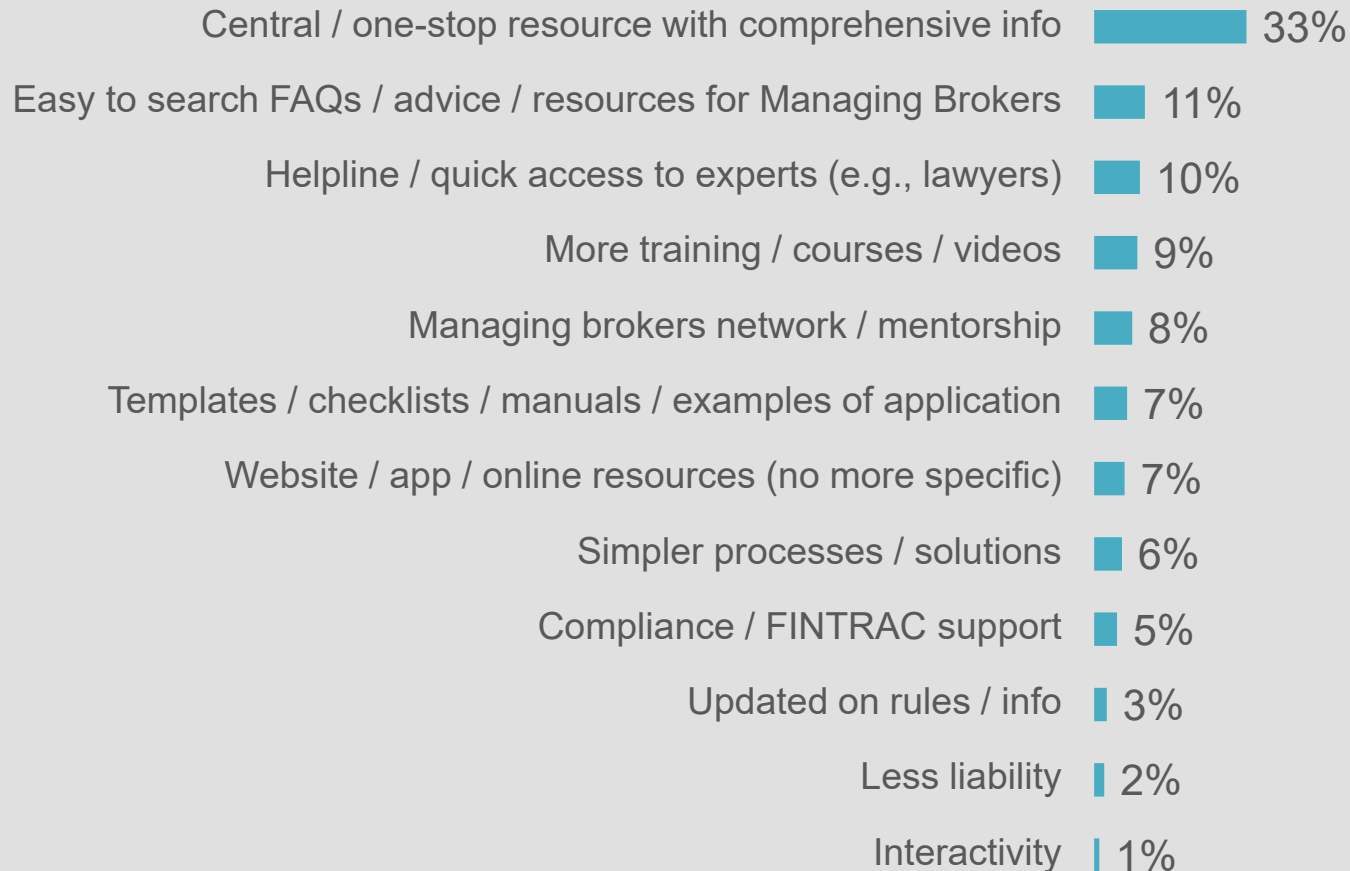 Central / one-stop resource with comprehensive info 33%
Easy to search FAQs / advice / resources for Managing Brokers 11%
Helpline / quick access to experts (e.g., lawyers) 10%
More training / courses / videos 9%
Managing brokers network / mentorship 8%
Templates / checklists / manuals / examples of application 7%
Website / app / online resources (no more specific) 7%
Simpler processes / solutions 6%
Compliance / FINTRAC support 5%
Updated on rules / info 3%
Less liability 2%
Interactivity 1%